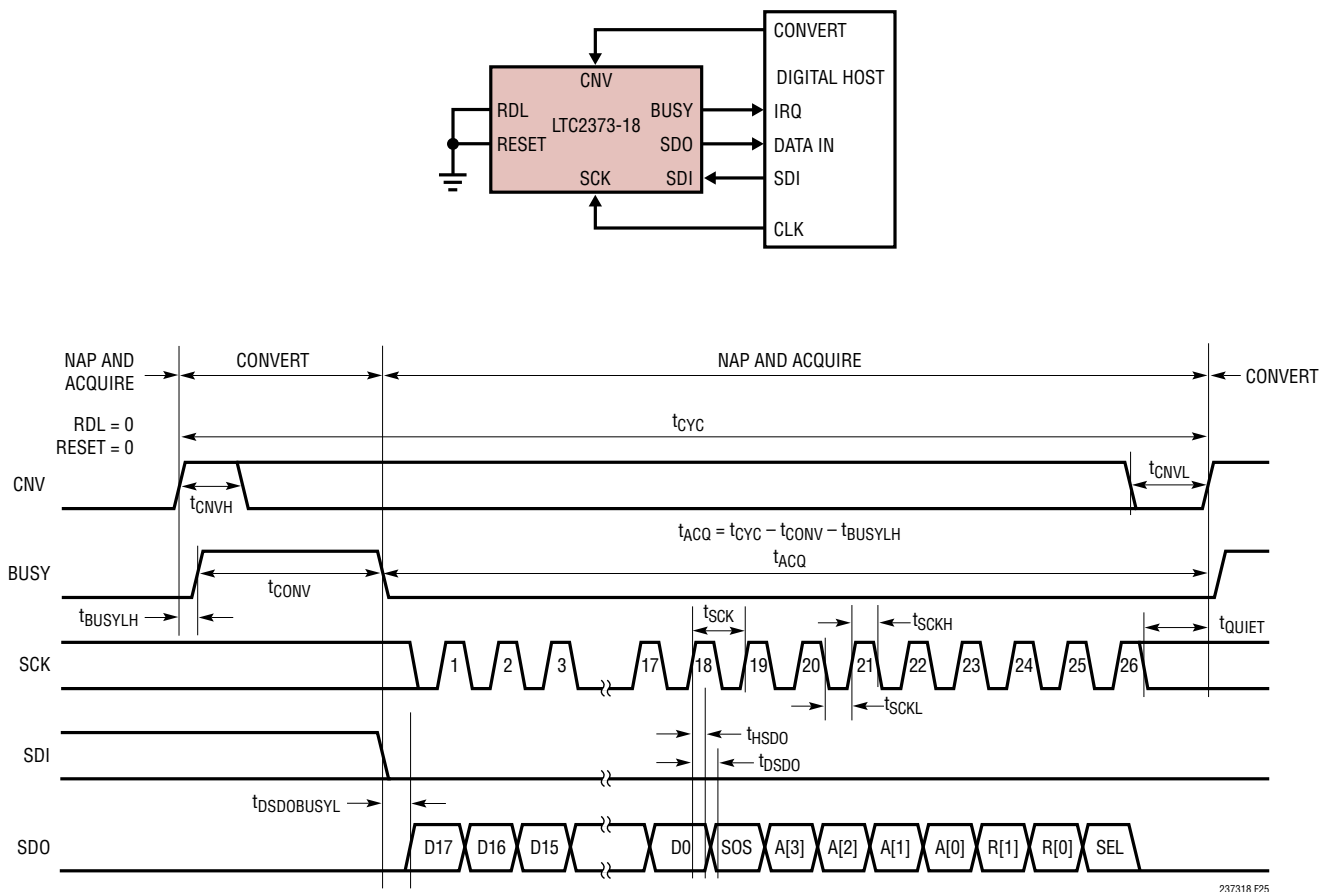 CONVERT
CNV
DIGITAL HOST
RDL
BUSY
IRQ
LTC2373-18
RESET
SDO
DATA IN
SCK
SDI
SDI
CLK
NAP AND
ACQUIRE
CONVERT
NAP AND ACQUIRE
CONVERT
RDL = 0
RESET = 0
tCYC
CNV
tCNVH
tCNVL
tACQ = tCYC – tCONV – tBUSYLH
BUSY
tCONV
tACQ
tBUSYLH
tSCK
tSCKH
tQUIET
SCK
1 2 3 17 18 19 20 21 22 23 24 25 26
tSCKL
tHSDO
SDI
tDSDO
tDSDOBUSYL
SDO
D17 D16 D15 D0 SOS A[3] A[2] A[1] A[0] R[1] R[0] SEL
237318 F25